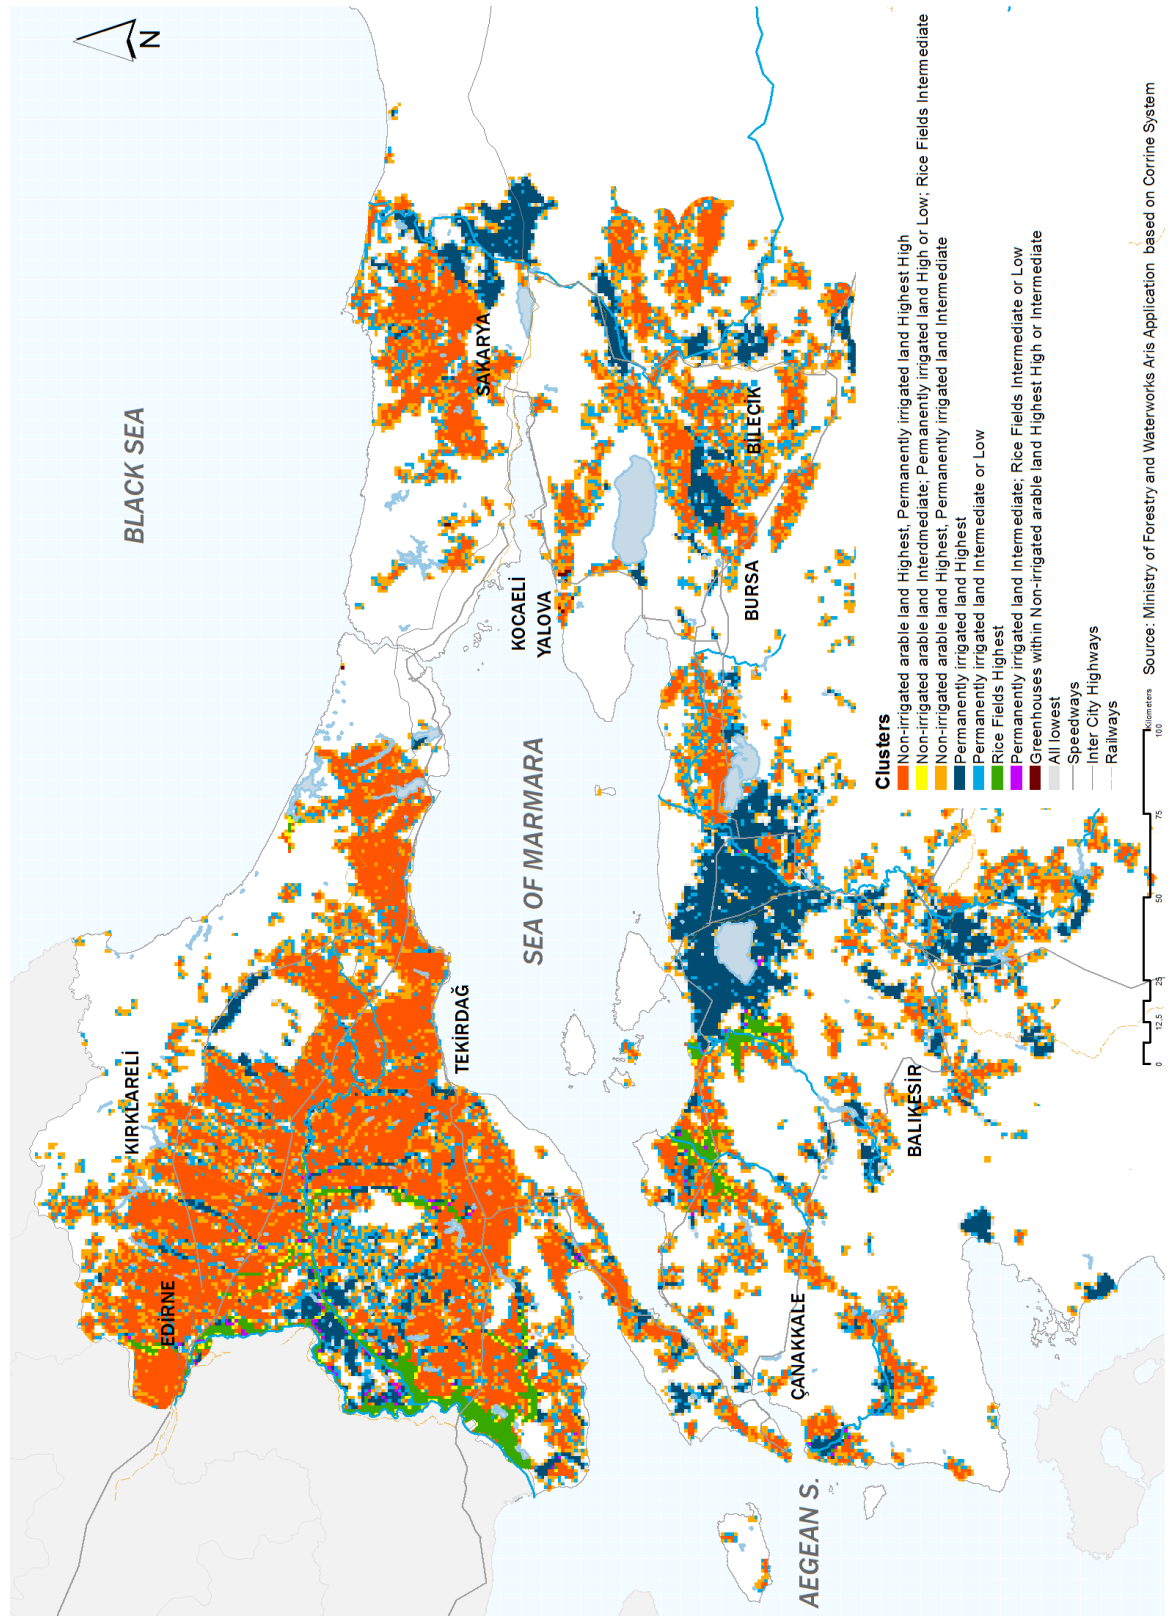 N
BLACK SEA
KIRKLARELİ
EDİRNE
TEKİRDAĞ
SAKARYA
KOCAELİ
YALOVA
SEA OF MARMARA
BİLECİK
BURSA
ÇANAKKALE
BALIKESİR
AEGEAN S.
Clusters
Non-irrigated arable land Highest, Permanently irrigated land Highest High
Non-irrigated arable land Interdmediate; Permanently irrigated land High or Low; Rice Fields Intermediate
Non-irrigated arable land Highest, Permanently irrigated land Intermediate
Permanently irrigated land Highest
Permanently irrigated land Intermediate or Low
Rice Fields Highest
Permanently irrigated land Intermediate; Rice Fields Intermediate or Low
Greenhouses within Non-irrigated arable land Highest High or Intermediate
All lowest
Speedways
Inter City Highways
Railways
0 12,5 25 50 75 100
Kilometers
Source: Ministry of Forestry and Waterworks Aris Application based on Corrine System